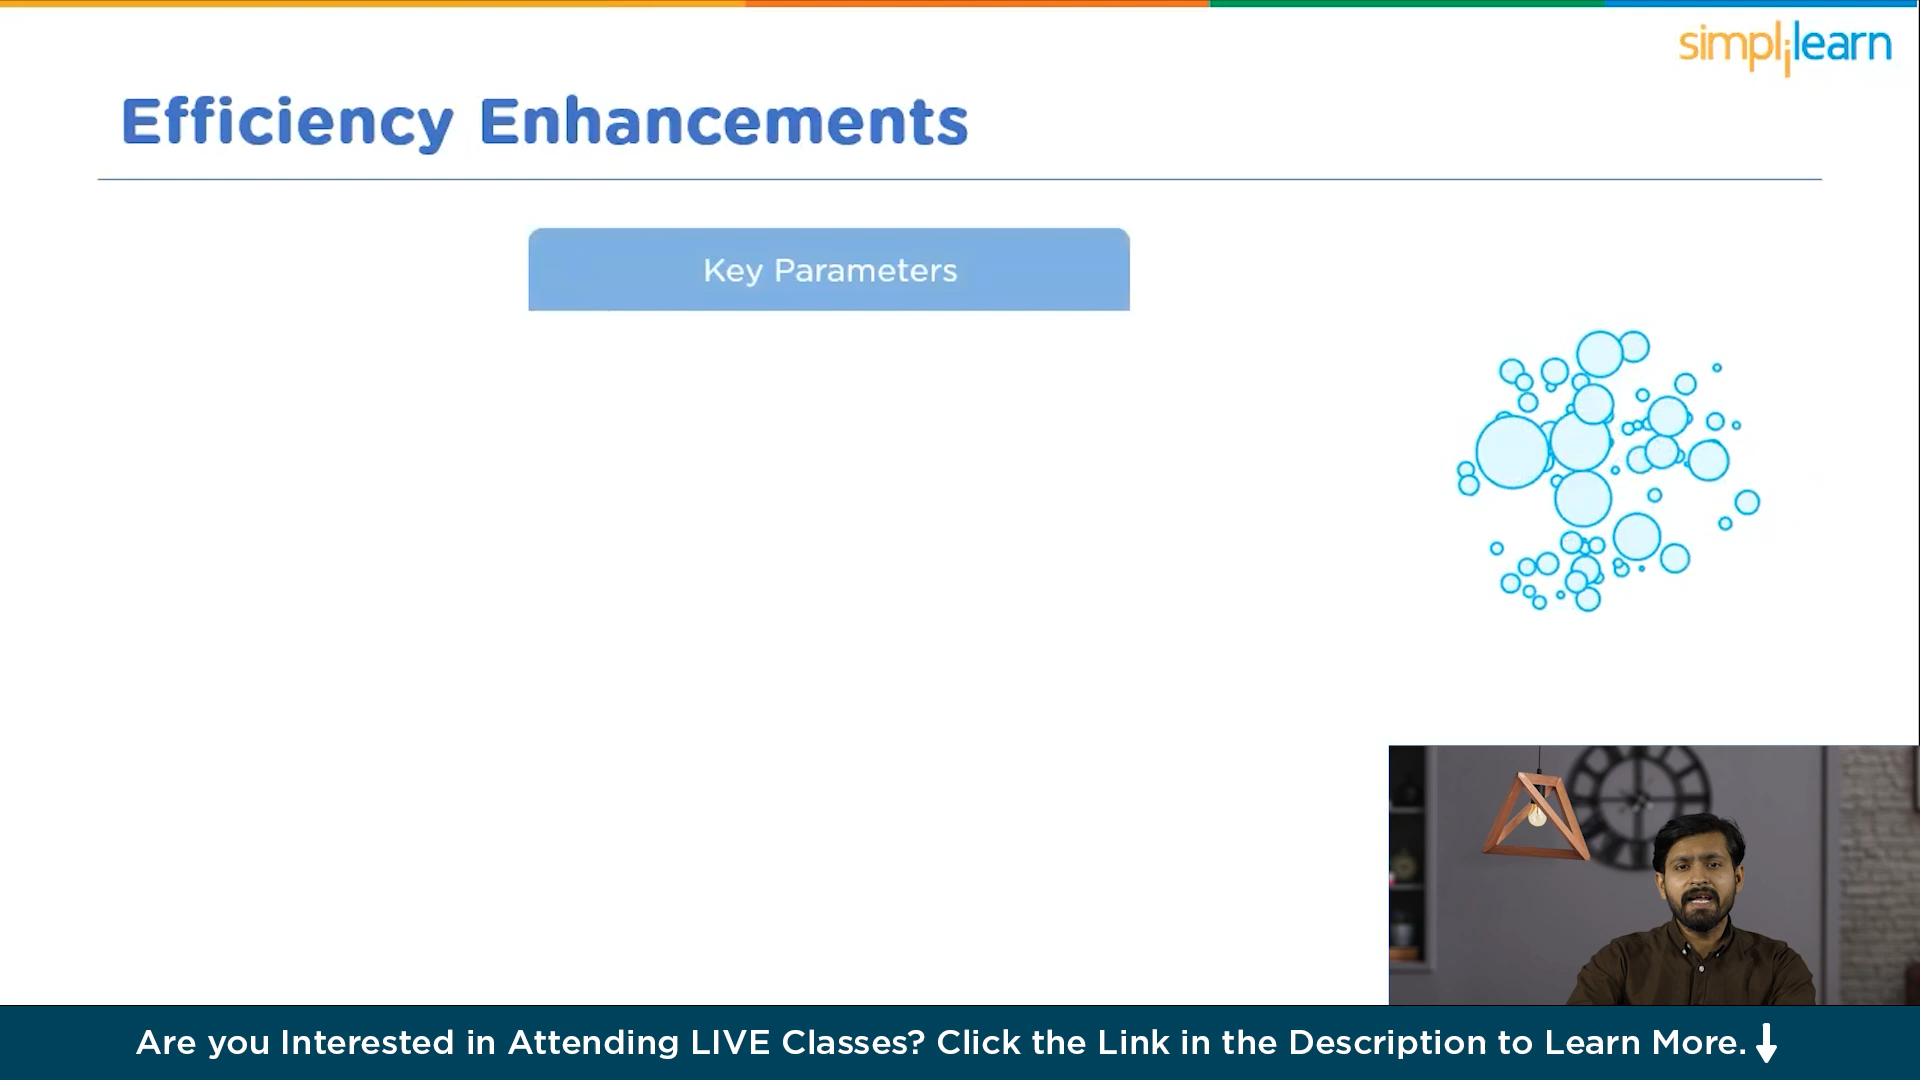 simplilearn
Efficiency Enhancements
Key Parameters
Are you Interested in Attending LIVE Classes? Click the Link in the Description to Learn More.